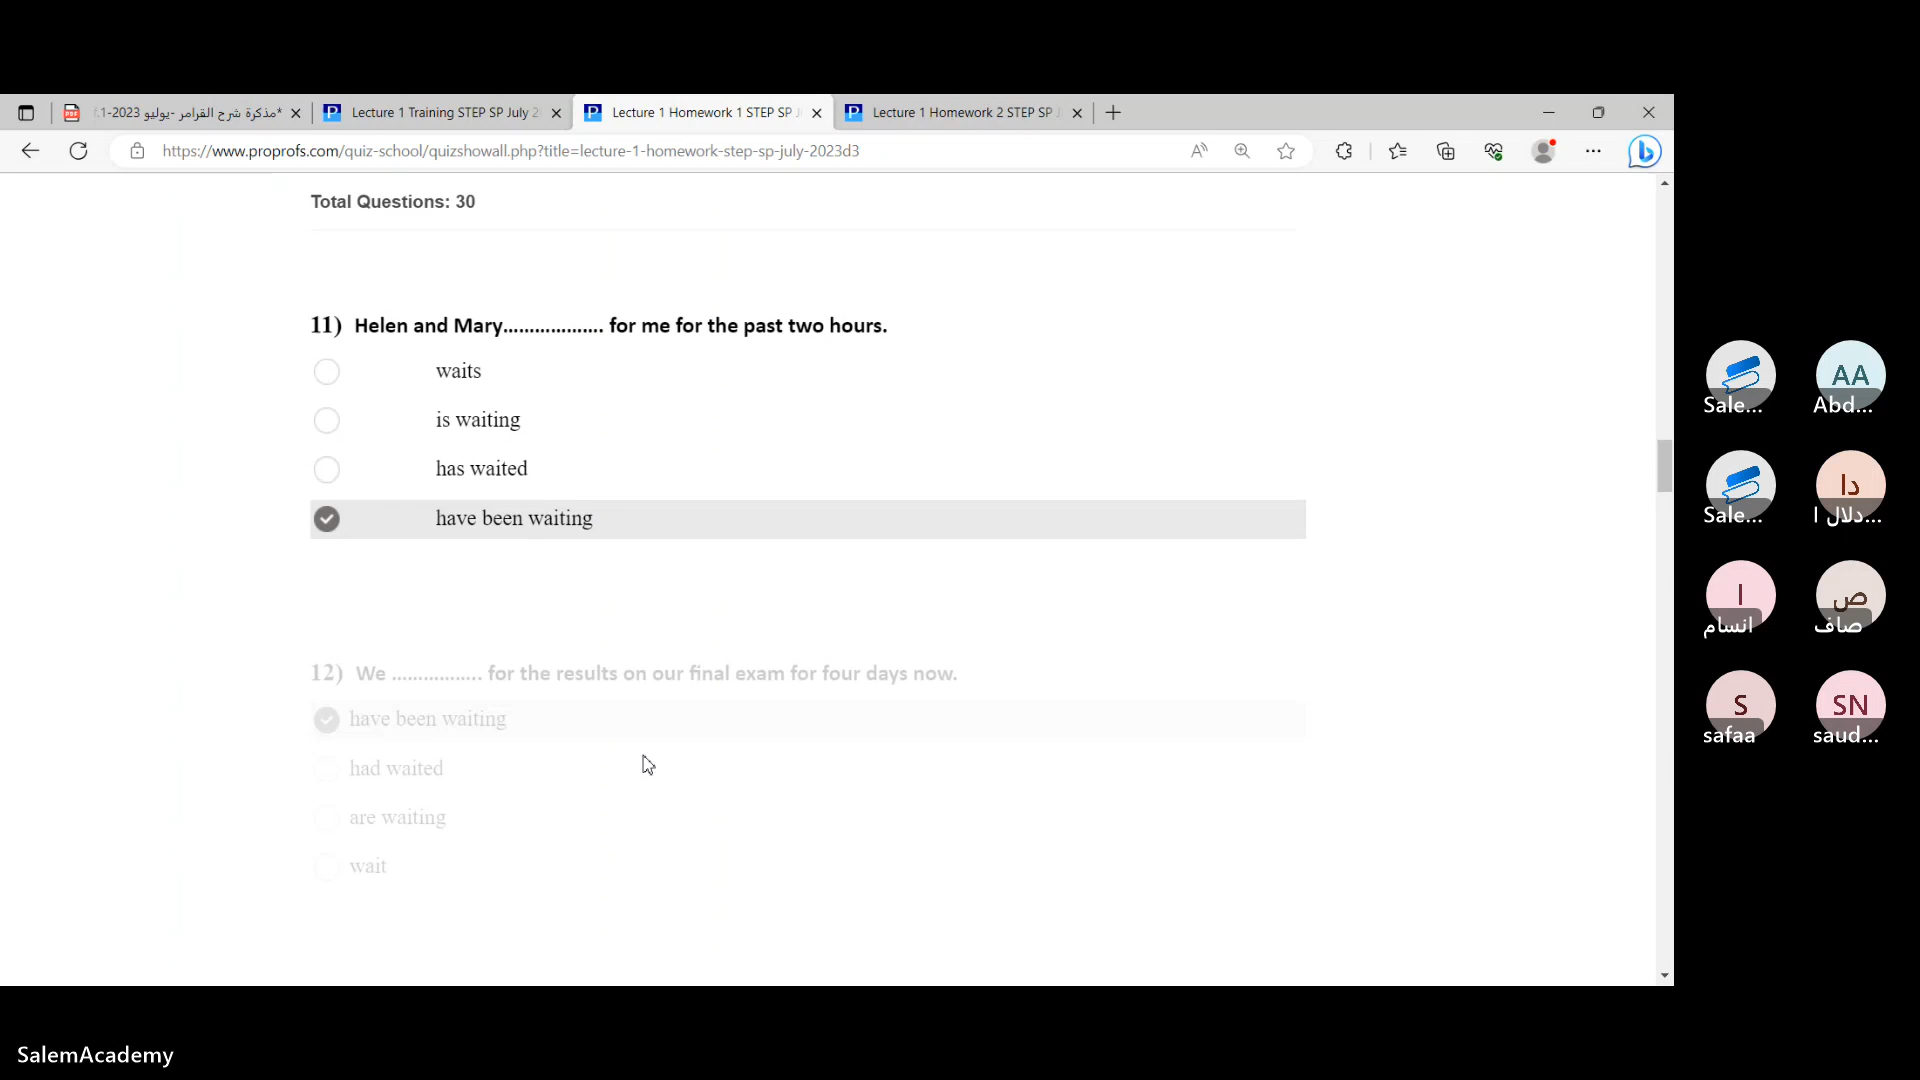 *مذكرة شرح القرامر -يوليو 2023-1.
Lecture 1 Training STEP SP July 2
Lecture 1 Homework 1 STEP SP J
Lecture 1 Homework 2 STEP SP J
https://www.proprofs.com/quiz-school/quizshowall.php?title=lecture-1-homework-step-sp-july-2023d3
Total Questions: 30
11) Helen and Mary................... for me for the past two hours.
waits
is waiting
has waited
have been waiting
12) We ................. for the results on our final exam for four days now.
have been waiting
had waited
are waiting
wait
Sale...
AA
Abd...
Sale...
دا
دلال ا...
ا
انسام
ص
صاف
S
safaa
SN
saud...
SalemAcademy